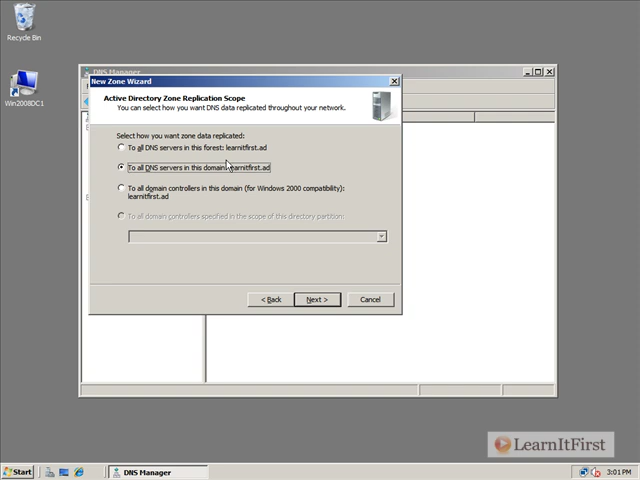 Recycle Bin
Win2008DC1
DNS Manager
New Zone Wizard
Active Directory Zone Replication Scope
You can select how you want DNS data replicated throughout your network.
Select how you want zone data replicated:
To all DNS servers in this forest: learnitfirst.ad
To all DNS servers in this domain: learnitfirst.ad
To all domain controllers in this domain (for Windows 2000 compatibility):
learnitfirst.ad
To all domain controllers specified in the scope of this directory partition:
< Back
Next >
Cancel
LearnItFirst
Start
DNS Manager
3:01 PM